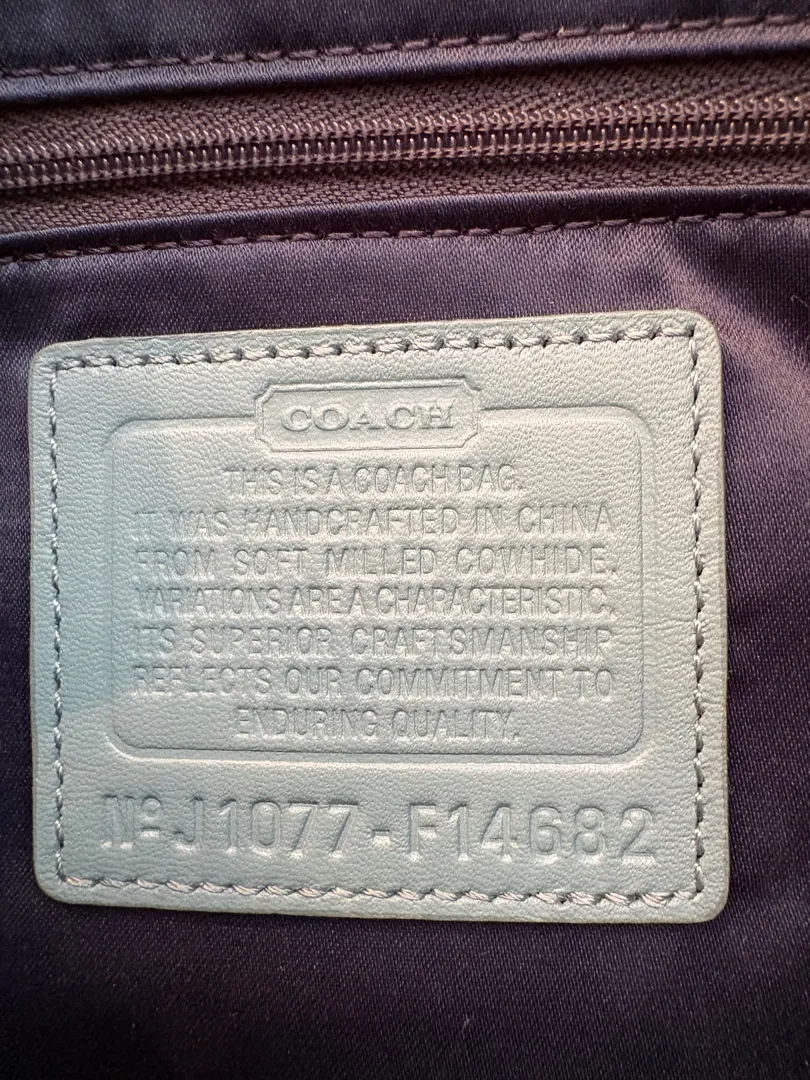 COACH
THIS IS A COACH BAG.
IT WAS HANDCRAFTED IN CHINA
FROM SOFT MILLED COWHIDE.
VARIATIONS ARE A CHARACTERISTIC.
ITS SUPERIOR CRAFTSMANSHIP
REFLECTS OUR COMMITMENT TO
ENDURING QUALITY.
Nº J1077-F14682